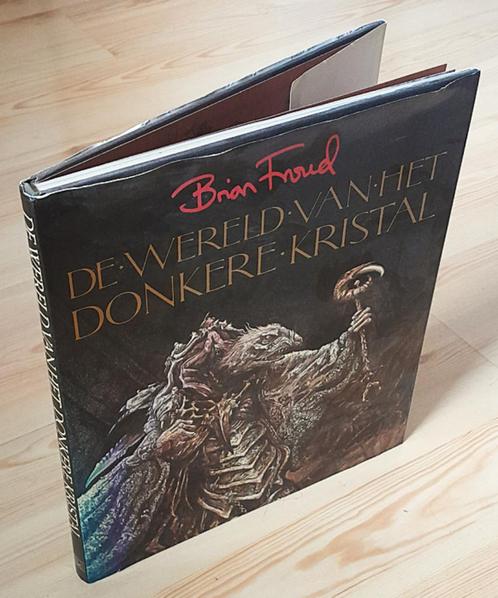 Brian Froud
DE·WERELD·VAN·HET
DONKERE·KRISTAL
DE WERELD VAN HET DONKERE KRISTAL